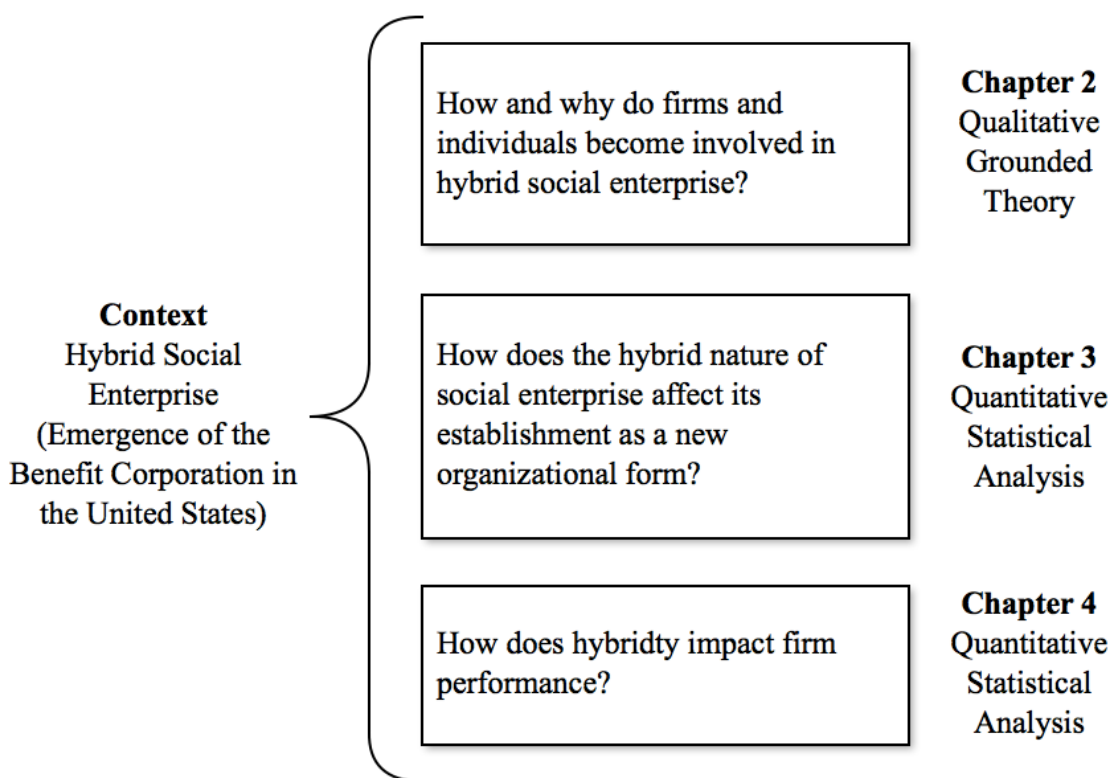 Context
Hybrid Social
Enterprise
(Emergence of the
Benefit Corporation in
the United States)
How and why do firms and
individuals become involved in
hybrid social enterprise?
Chapter 2
Qualitative
Grounded
Theory
How does the hybrid nature of
social enterprise affect its
establishment as a new
organizational form?
Chapter 3
Quantitative
Statistical
Analysis
How does hybridty impact firm
performance?
Chapter 4
Quantitative
Statistical
Analysis